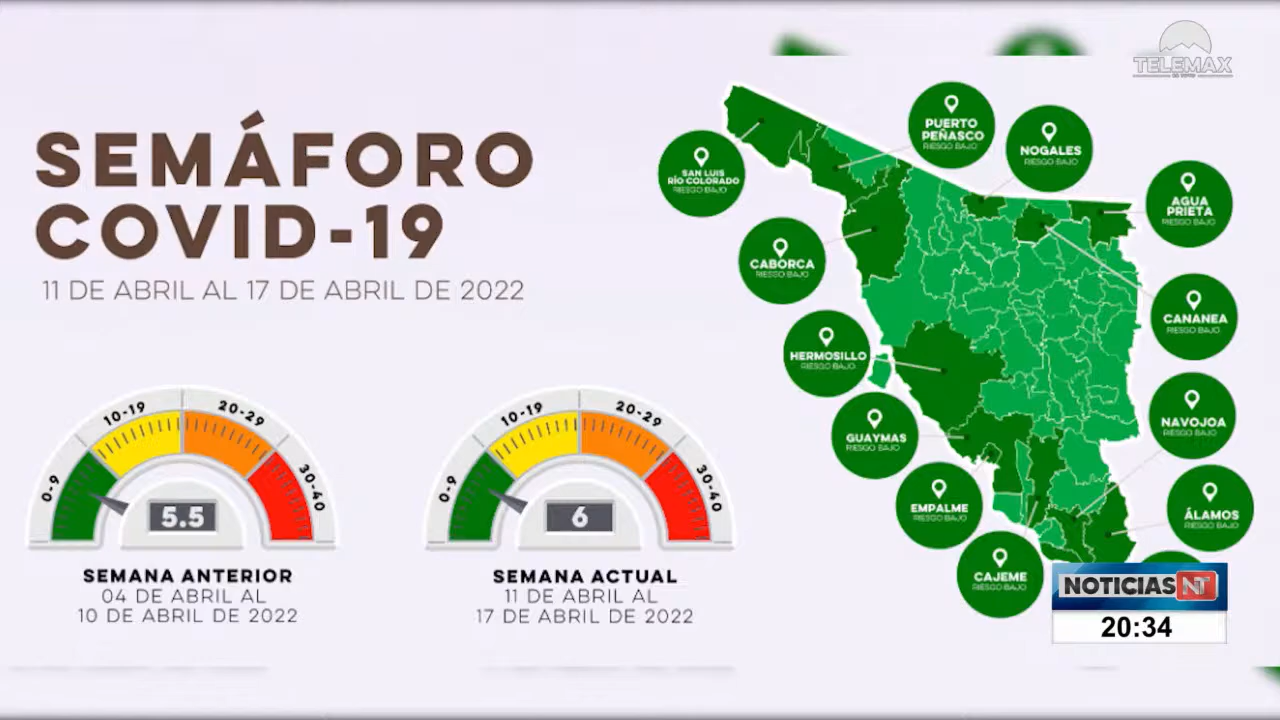 TELEMAX
SEMÁFORO
COVID-19
11 DE ABRIL AL 17 DE ABRIL DE 2022
0-9
10-19
20-29
30-40
5.5
SEMANA ANTERIOR
04 DE ABRIL AL
10 DE ABRIL DE 2022
0-9
10-19
20-29
30-40
6
SEMANA ACTUAL
11 DE ABRIL AL
17 DE ABRIL DE 2022
PUERTO
PEÑASCO
RIESGO BAJO
NOGALES
RIESGO BAJO
SAN LUIS
RÍO COLORADO
RIESGO BAJO
AGUA
PRIETA
RIESGO BAJO
CABORCA
RIESGO BAJO
CANANEA
RIESGO BAJO
HERMOSILLO
RIESGO BAJO
NAVOJOA
RIESGO BAJO
GUAYMAS
RIESGO BAJO
EMPALME
RIESGO BAJO
ÁLAMOS
RIESGO BAJO
CAJEME
RIESGO BAJO
NOTICIAS NT
20:34